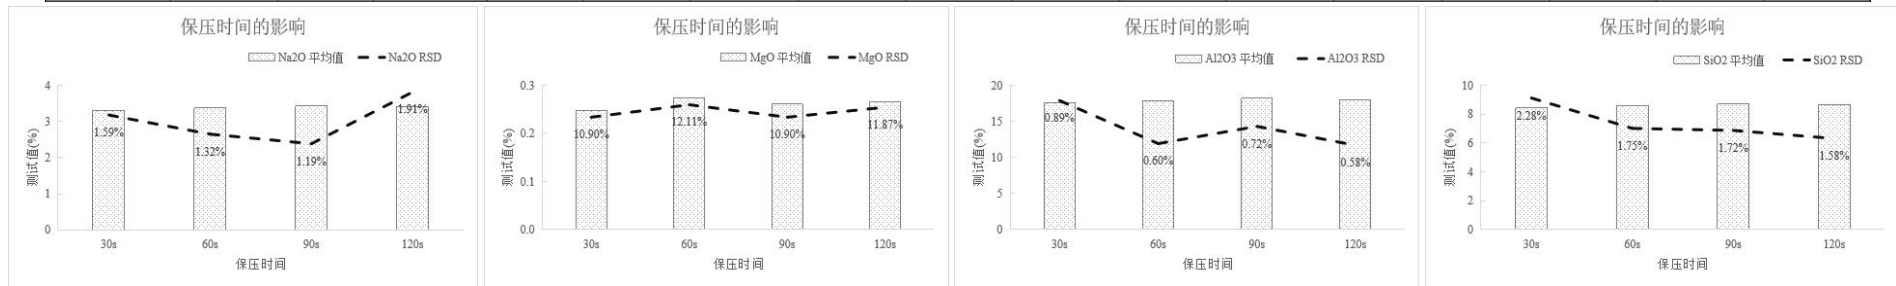 保压时间的影响
Na2O 平均值 Na2O RSD
4
3
2
1
0
测试值(%)
1.59%
1.32%
1.19%
1.91%
30s 60s 90s 120s
保压时间
保压时间的影响
MgO 平均值 MgO RSD
0.3
0.2
0.1
0.0
测试值(%)
10.90%
12.11%
10.90%
11.87%
30s 60s 90s 120s
保压时间
保压时间的影响
Al2O3 平均值 Al2O3 RSD
20
15
10
5
0
测试值(%)
0.89%
0.60%
0.72%
0.58%
30s 60s 90s 120s
保压时间
保压时间的影响
SiO2 平均值 SiO2 RSD
10
8
6
4
2
0
测试值(%)
2.28%
1.75%
1.72%
1.58%
30s 60s 90s 120s
保压时间